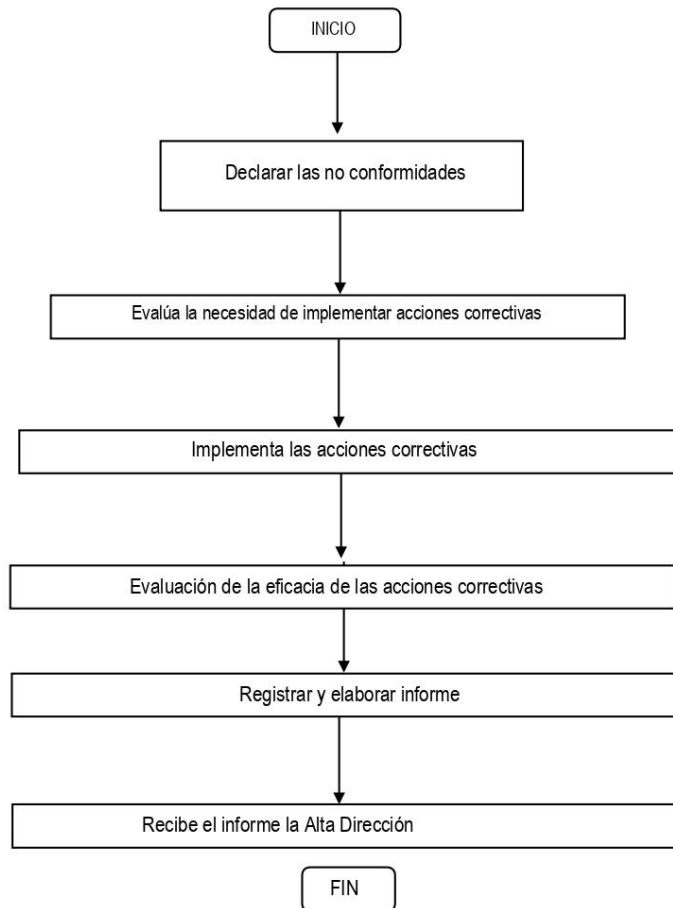 INICIO
Declarar las no conformidades
Evalúa la necesidad de implementar acciones correctivas
Implementa las acciones correctivas
Evaluación de la eficacia de las acciones correctivas
Registrar y elaborar informe
Recibe el informe la Alta Dirección
FIN